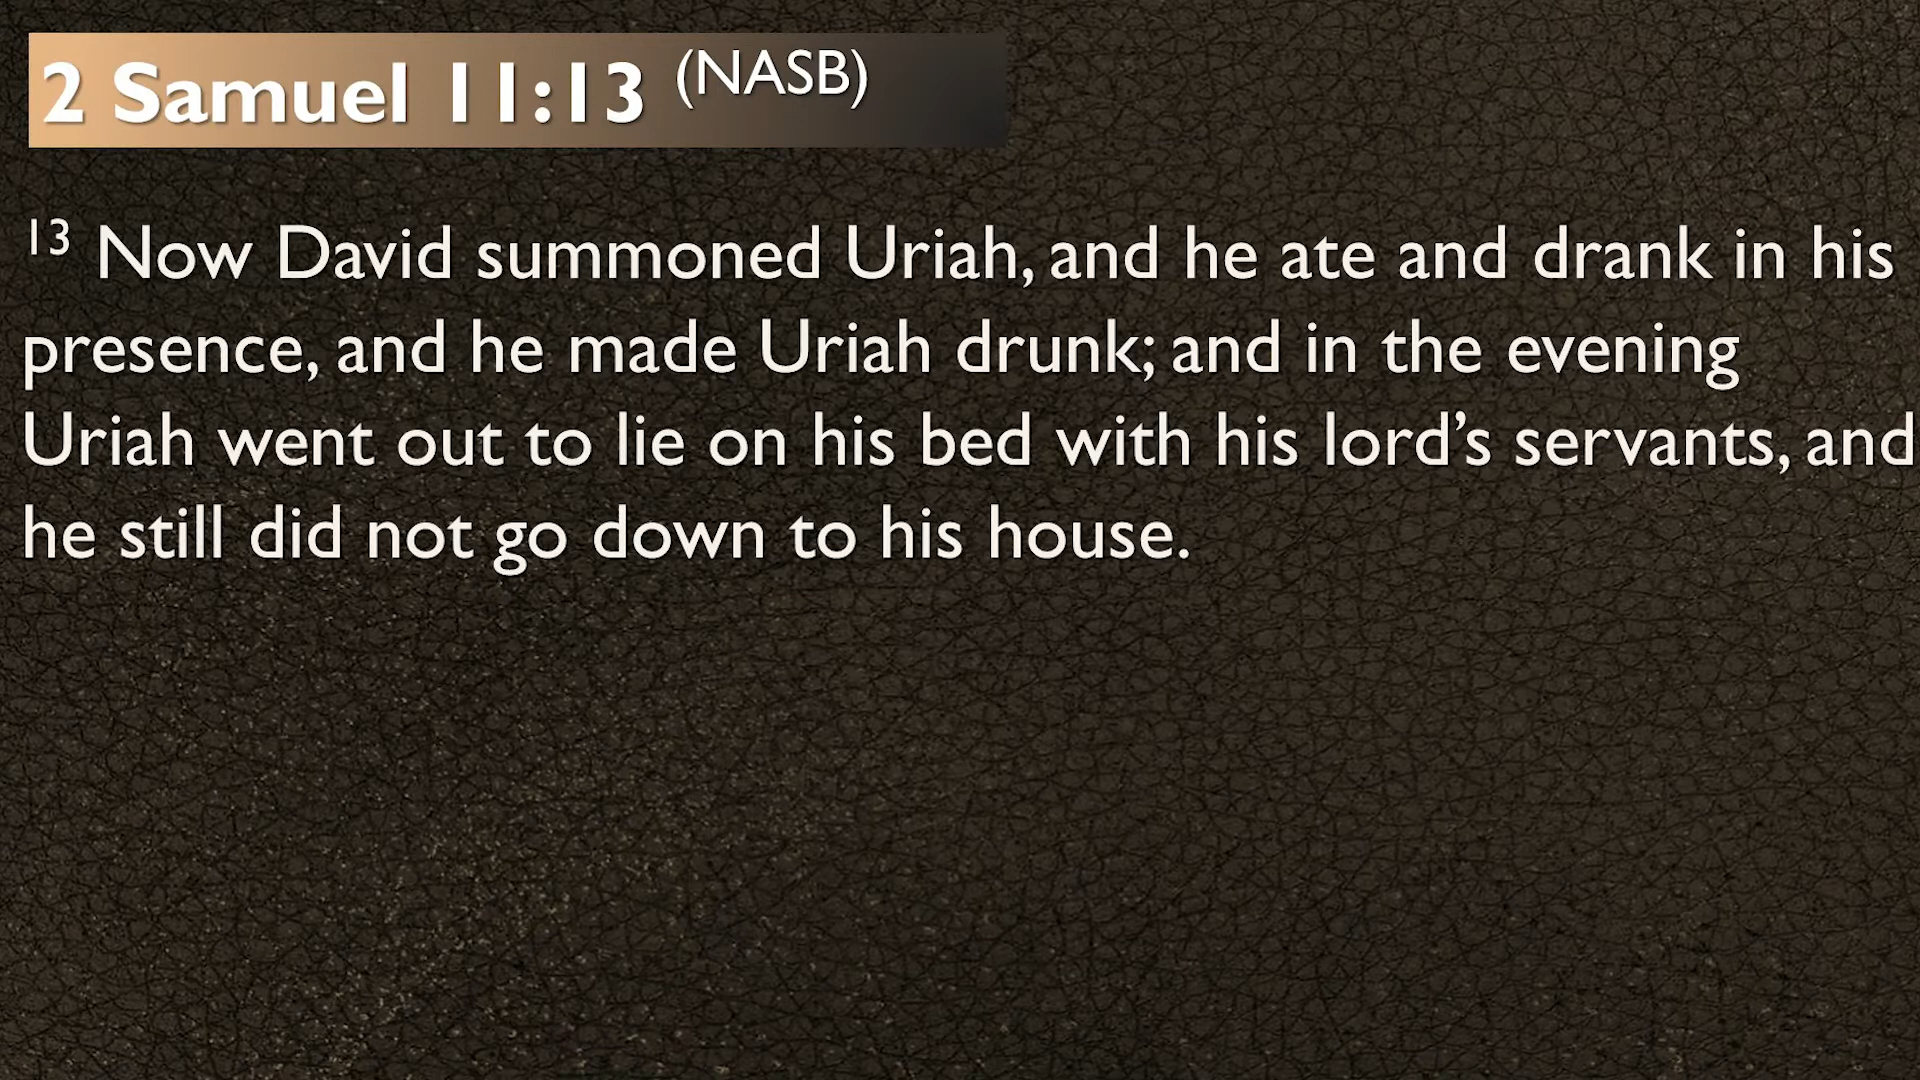 2 Samuel 11:13 (NASB)
13 Now David summoned Uriah, and he ate and drank in his
presence, and he made Uriah drunk; and in the evening
Uriah went out to lie on his bed with his lord’s servants, and
he still did not go down to his house.